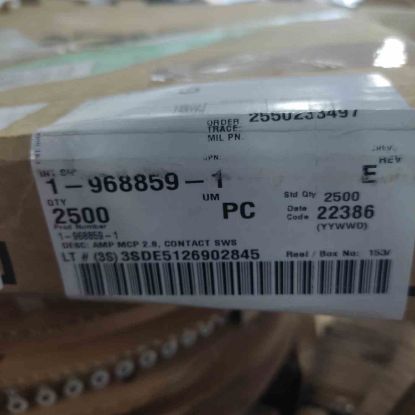 ORDER 2550233497
TRACE:
MIL PN.
JPN:
REV
1-968859-1 E
QTY UM Std Qty 2500
2500 PC Date 22386
Code (YYWWD)
Prod Number
1-968859-1
DESC: AMP MCP 2.8, CONTACT SWS
LT # (3S) 3SDE5126902845 Reel / Box No: 153/